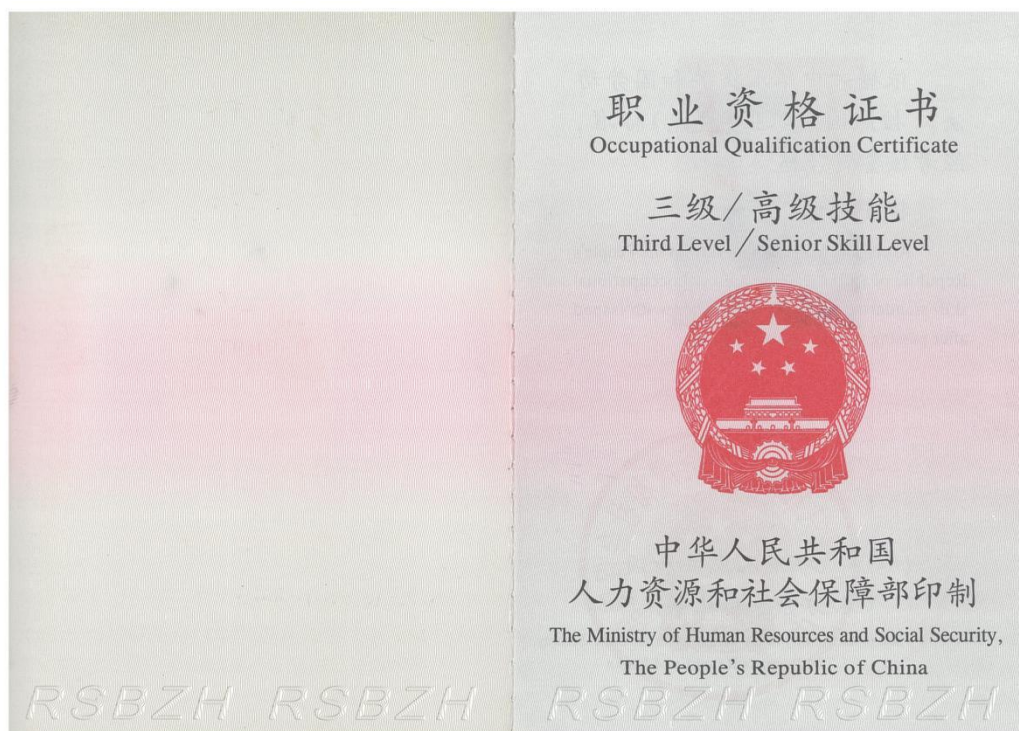 职业资格证书
Occupational Qualification Certificate
三级/高级技能
Third Level/Senior Skill Level
中华人民共和国
人力资源和社会保障部印制
The Ministry of Human Resources and Social Security,
The People's Republic of China
RSBZH RSBZH RSBZH RSBZH